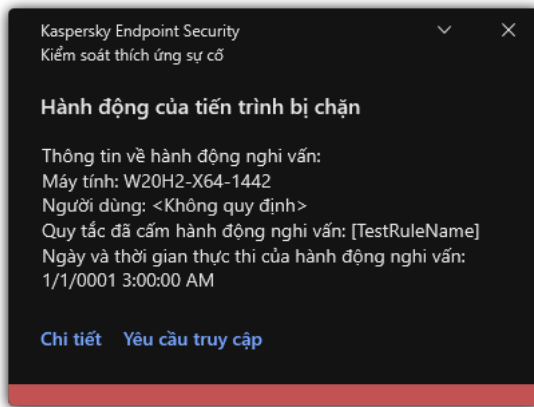 Kaspersky Endpoint Security
Kiểm soát thích ứng sự cố
Hành động của tiến trình bị chặn
Thông tin về hành động nghi vấn:
Máy tính: W20H2-X64-1442
Người dùng: <Không quy định>
Quy tắc đã cấm hành động nghi vấn: [TestRuleName]
Ngày và thời gian thực thi của hành động nghi vấn:
1/1/0001 3:00:00 AM
Chi tiết Yêu cầu truy cập